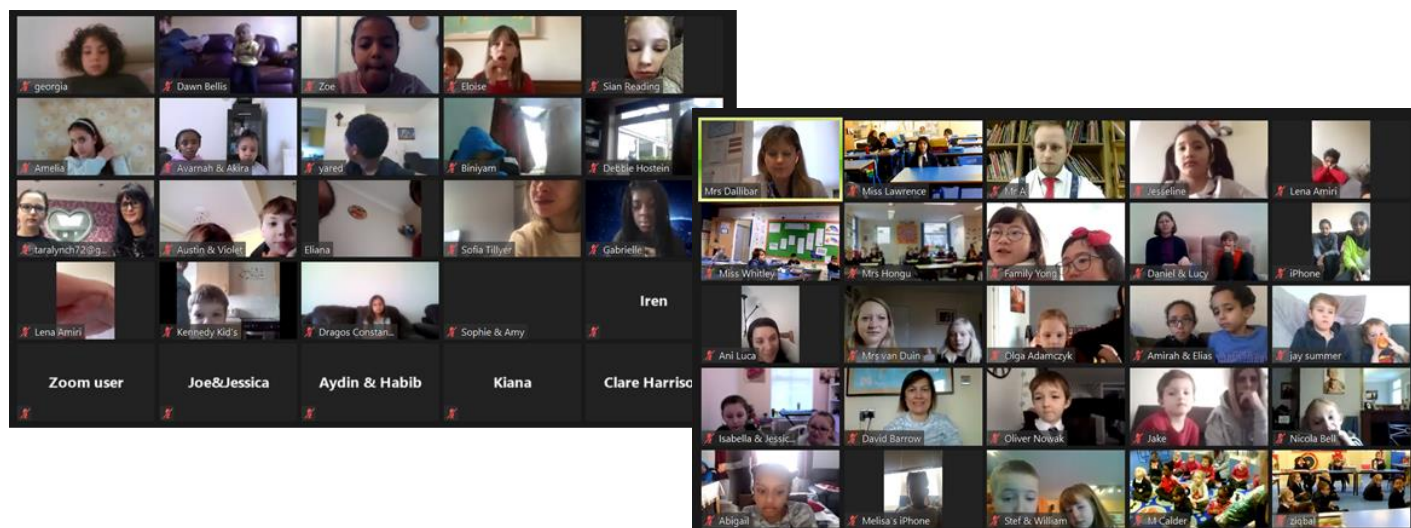 georgia
Dawn Bellis
Zoe
Eloise
Sian Reading
Amelia
Avarnah & Akira
yared
Biniyam
Debbie Hostein
taralynch72@g...
Austin & Violet
Eliana
Sofia Tillyer
Gabrielle
Lena Amiri
Kennedy Kid's
Dragos Constan...
Sophie & Amy
Iren
Zoom user
Joe&Jessica
Aydin & Habib
Kiana
Clare Harriso
Mrs Dallibar
Miss Lawrence
Mr A
Jesseline
Lena Amiri
Miss Whitley
Mrs Hongu
Family Yong
Daniel & Lucy
iPhone
Ani Luca
Mrs van Duin
Olga Adamczyk
Amirah & Elias
jay summer
Isabella & Jessic...
David Barrow
Oliver Nowak
Jake
Nicola Bell
Abigail
Melisa's iPhone
Stef & William
M Calder
ziqbal